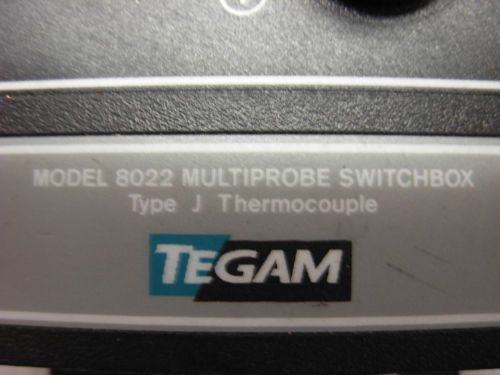 MODEL 8022 MULTIPROBE SWITCHBOX
Type J Thermocouple
TEGAM